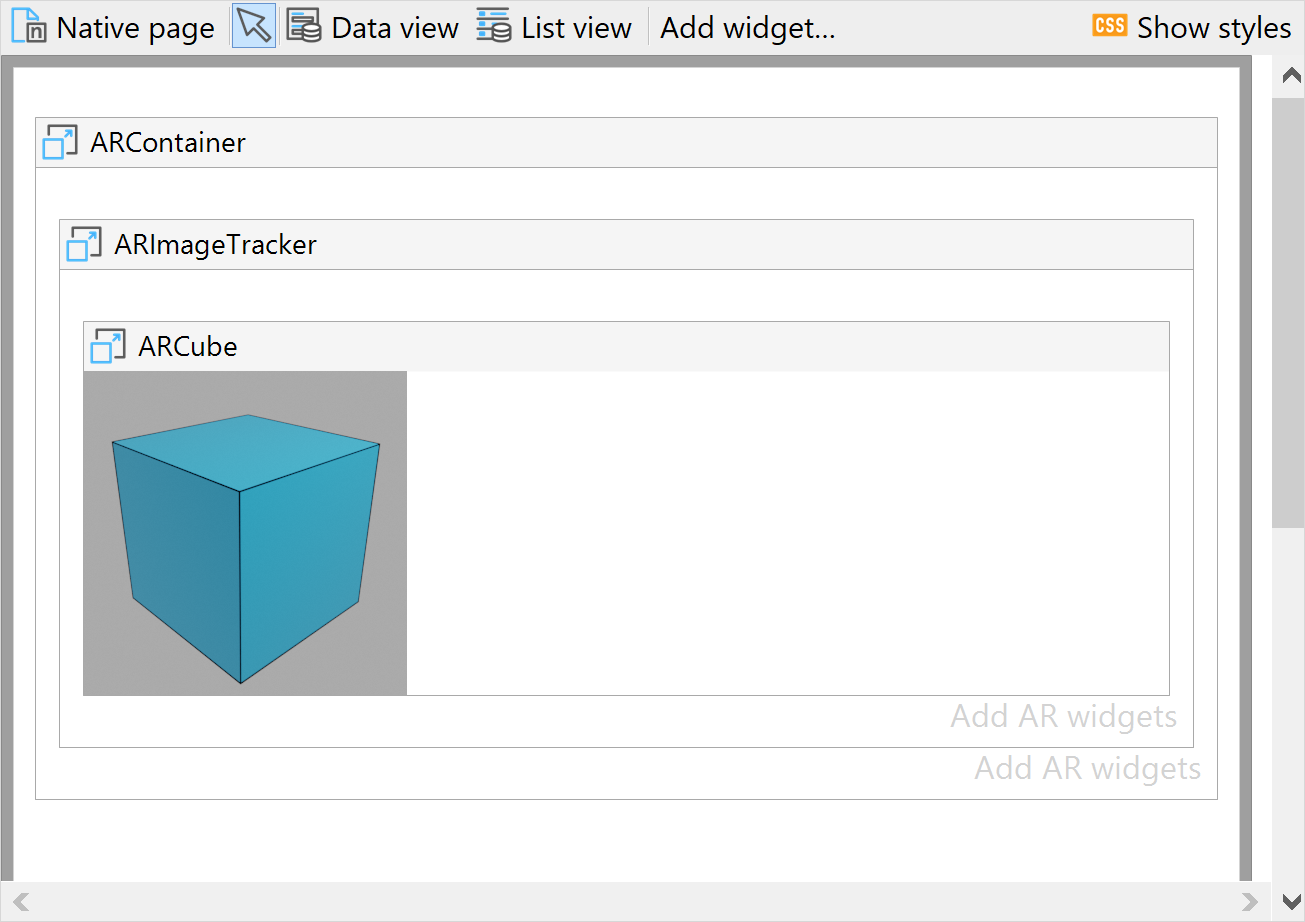 Native page Data view List view Add widget... CSS Show styles
ARContainer
ARImageTracker
ARCube
Add AR widgets
Add AR widgets